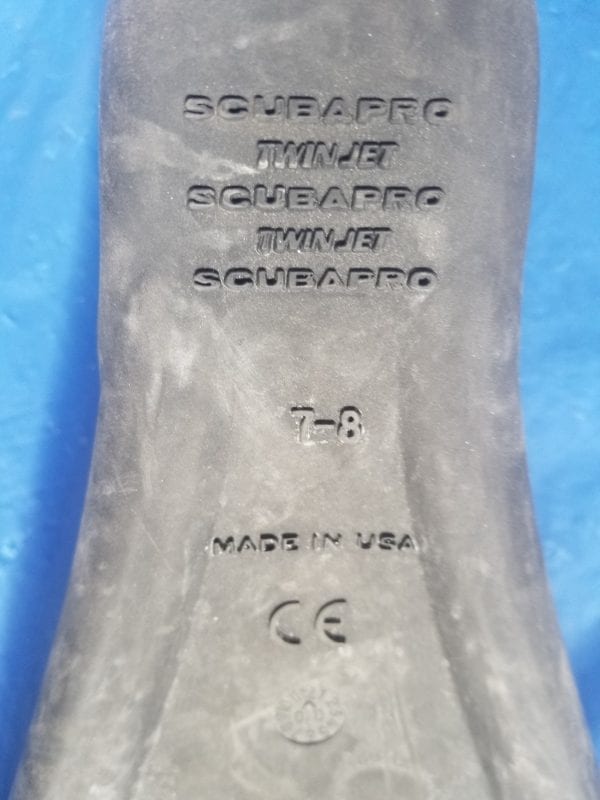 SCUBAPRO
TWINJET
SCUBAPRO
TWINJET
SCUBAPRO
7-8
MADE IN USA
CE